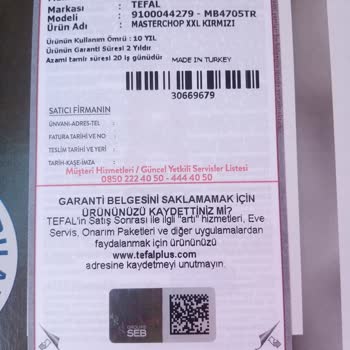 Markası : TEFAL
Modeli : 9100044279 - MB4705TR
Ürün Adı : MASTERCHOP XXL KIRMIZI
Ürünün Kullanım Ömrü : 10 YIL
Ürünün Garanti Süresi 2 Yıldır
Azami tamir süresi 20 iş günüdür MADE IN TURKEY
30669679
SATICI FİRMANIN
ÜNVANI-ADRES-TEL :
FATURA TARİHİ VE NO :
TESLİM TARİHİ VE YERİ :
TARİH-KAŞE-İMZA :
Müşteri Hizmetleri / Güncel Yetkili Servisler Listesi
0850 222 40 50 - 444 40 50
GARANTİ BELGESİNİ SAKLAMAMAK İÇİN
ÜRÜNÜNÜZÜ KAYDETTİNİZ Mİ?
TEFAL'in Satış Sonrası ile ilgli "artı" hizmetleri, Eve
Servis, Onarım Paketleri ve diğer uygulamalardan
faydalanmak için ürününüzü
www.tefalplus.com
adresine kaydetmeyi unutmayın.
GROUPE
SEB